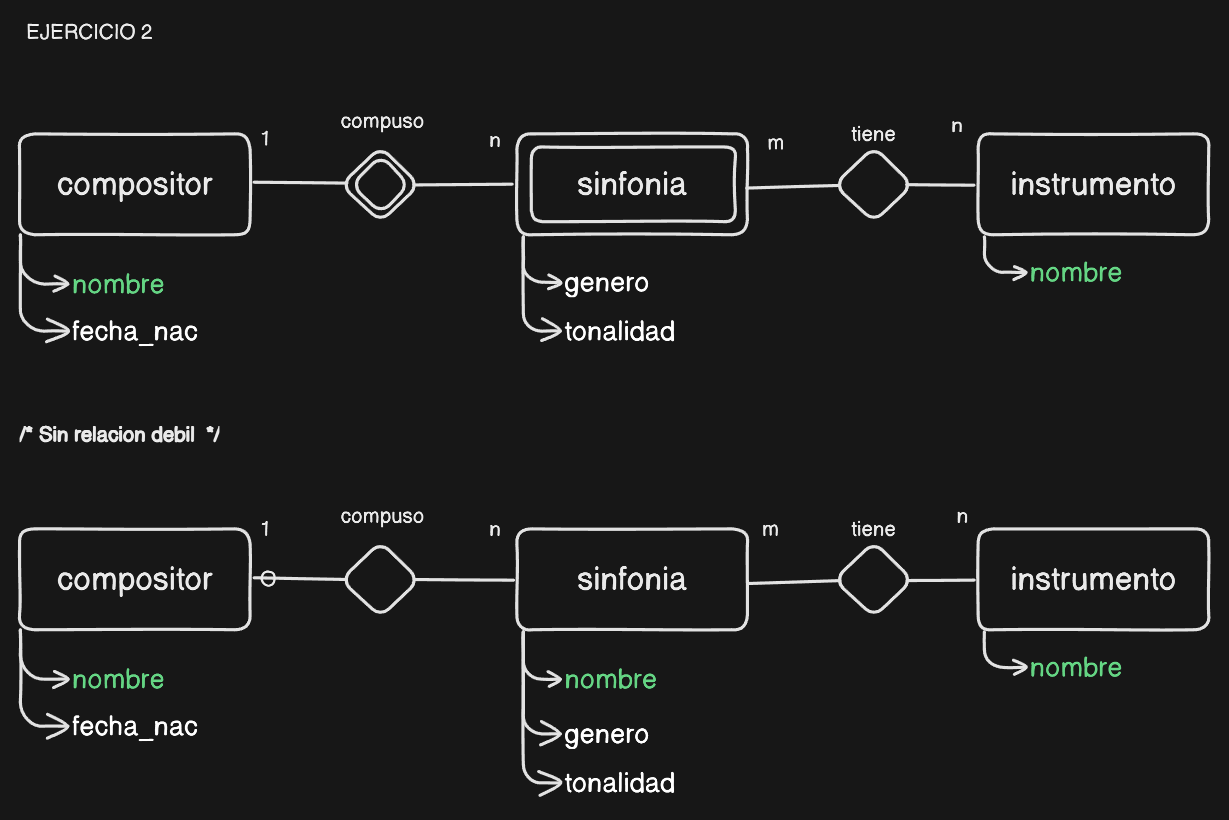 EJERCICIO 2
compuso
tiene
1
n
m
n
compositor
sinfonia
instrumento
nombre
fecha_nac
genero
tonalidad
nombre
/* Sin relacion debil */
compuso
tiene
1
n
m
n
compositor
sinfonia
instrumento
nombre
fecha_nac
nombre
genero
tonalidad
nombre